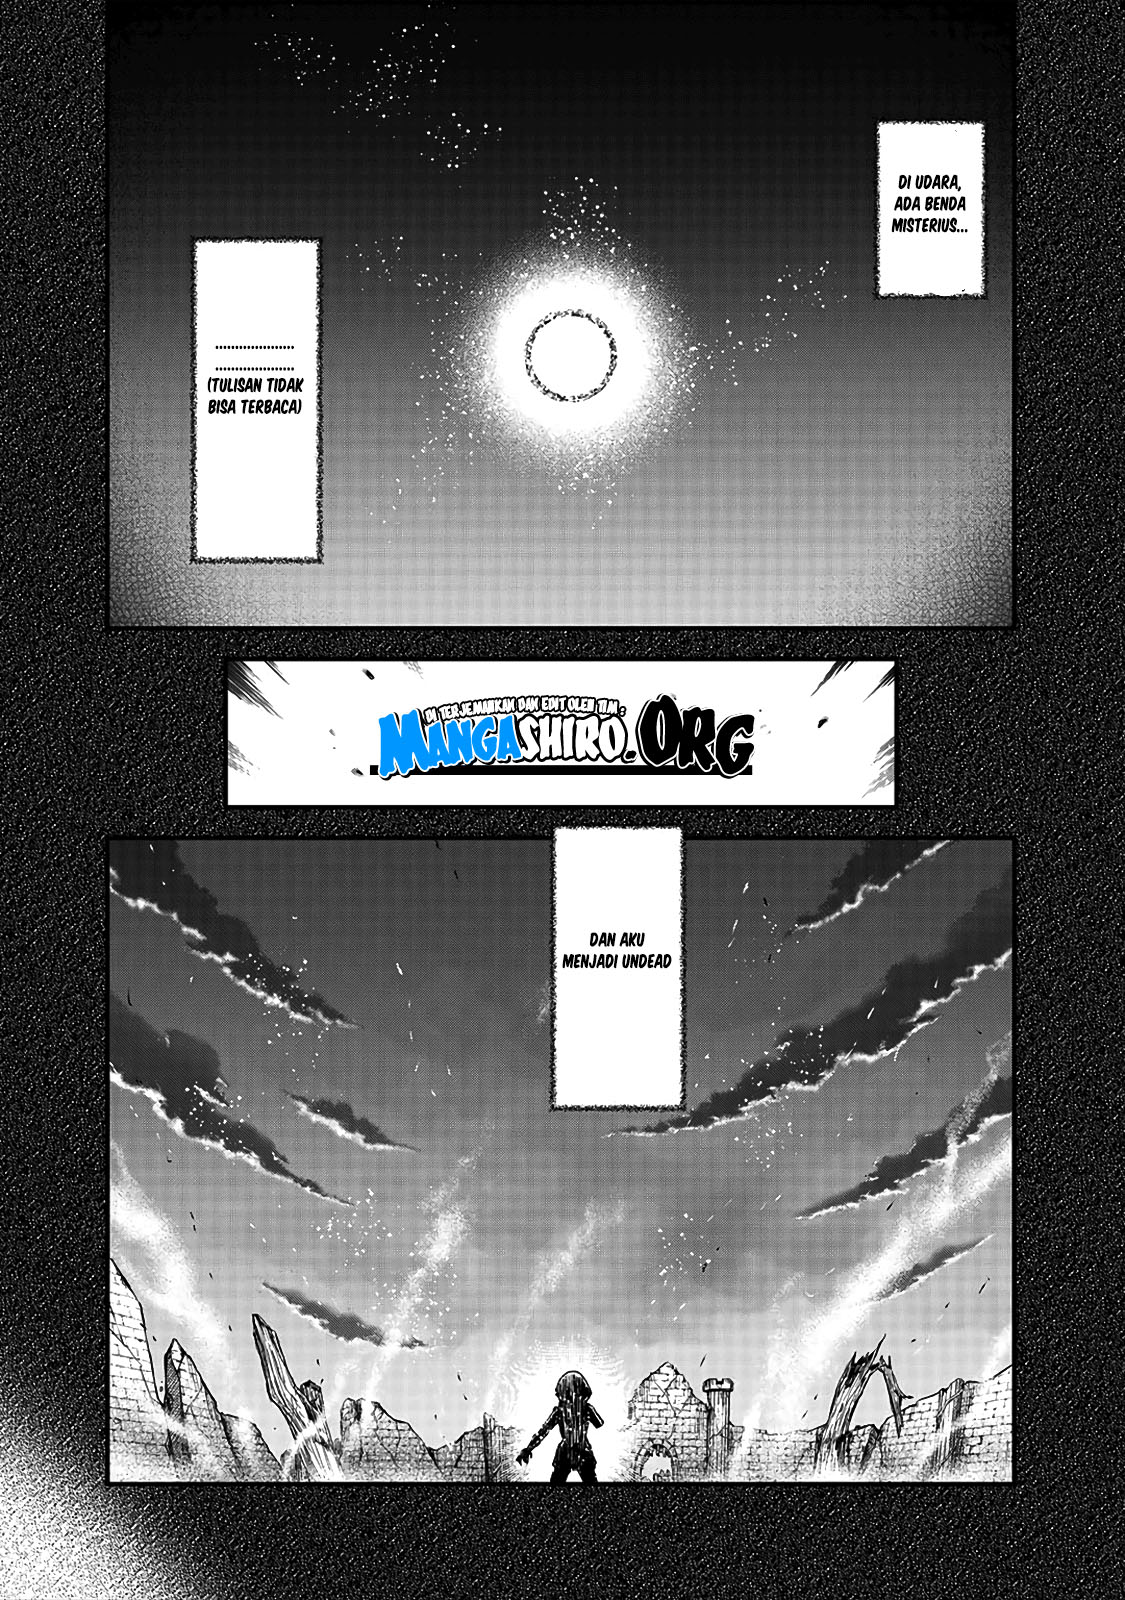 DI UDARA,
ADA BENDA
MISTERIUS...
....................
....................
(TULISAN TIDAK
BISA TERBACA)
DI TERJEMAHKAN DAN EDIT OLEH TIM :
MANGASHIRO.ORG
DAN AKU
MENJADI UNDEAD